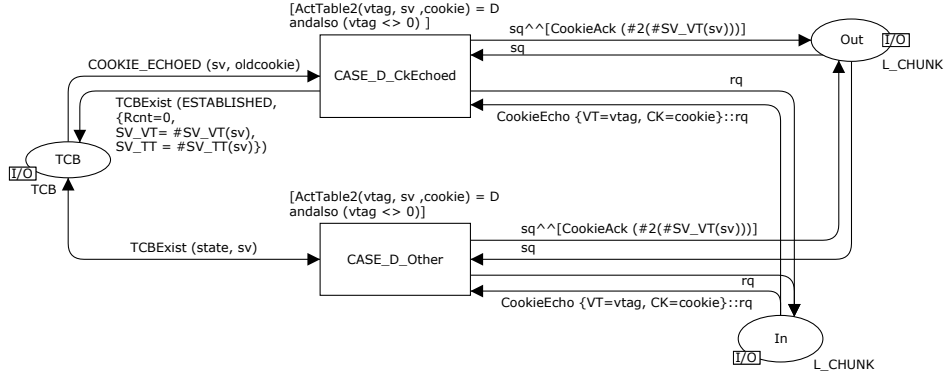 [ActTable2(vtag, sv ,cookie) = D
andalso (vtag <> 0) ]
sq^^[CookieAck (#2(#SV_VT(sv)))]
Out
I/O
sq
L_CHUNK
COOKIE_ECHOED (sv, oldcookie)
CASE_D_CkEchoed
rq
TCBExist (ESTABLISHED,
{Rcnt=0,
SV_VT= #SV_VT(sv),
SV_TT = #SV_TT(sv)})
CookieEcho {VT=vtag, CK=cookie}::rq
TCB
I/O
TCB
[ActTable2(vtag, sv ,cookie) = D
andalso (vtag <> 0)]
sq^^[CookieAck (#2(#SV_VT(sv)))]
TCBExist (state, sv)
sq
CASE_D_Other
rq
CookieEcho {VT=vtag, CK=cookie}::rq
In
I/O
L_CHUNK